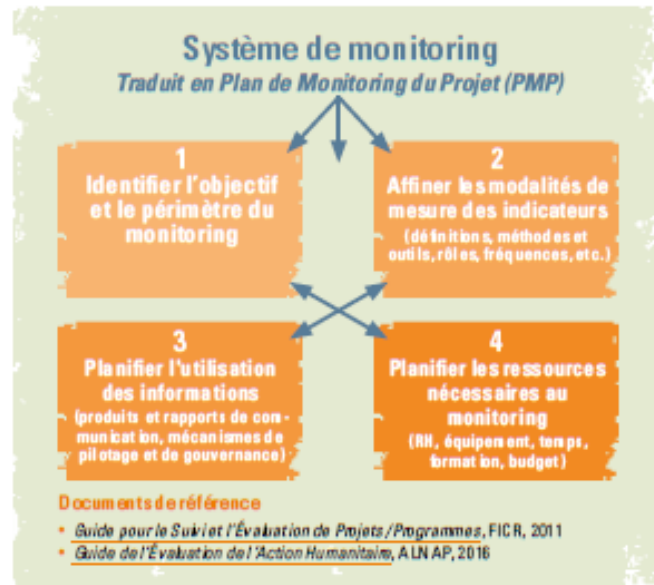 Système de monitoring
Traduit en Plan de Monitoring du Projet (PMP)
1
Identifier l'objectif
et le périmètre du
monitoring
2
Affiner les modalités de
mesure des indicateurs
(définitions, méthodes et
outils, rôles, fréquences, etc.)
3
Planifier l'utilisation
des informations
(produits et rapports de com-
munication, mécanismes de
pilotage et de gouvernance)
4
Planifier les ressources
nécessaires au
monitoring
(RH, équipement, temps,
formation, budget)
Documents de référence
• Guide pour le Suivi et l'Évaluation de Projets/Programmes, FICR, 2011
• Guide de l'Évaluation de l'Action Humanitaire, ALNAP, 2016